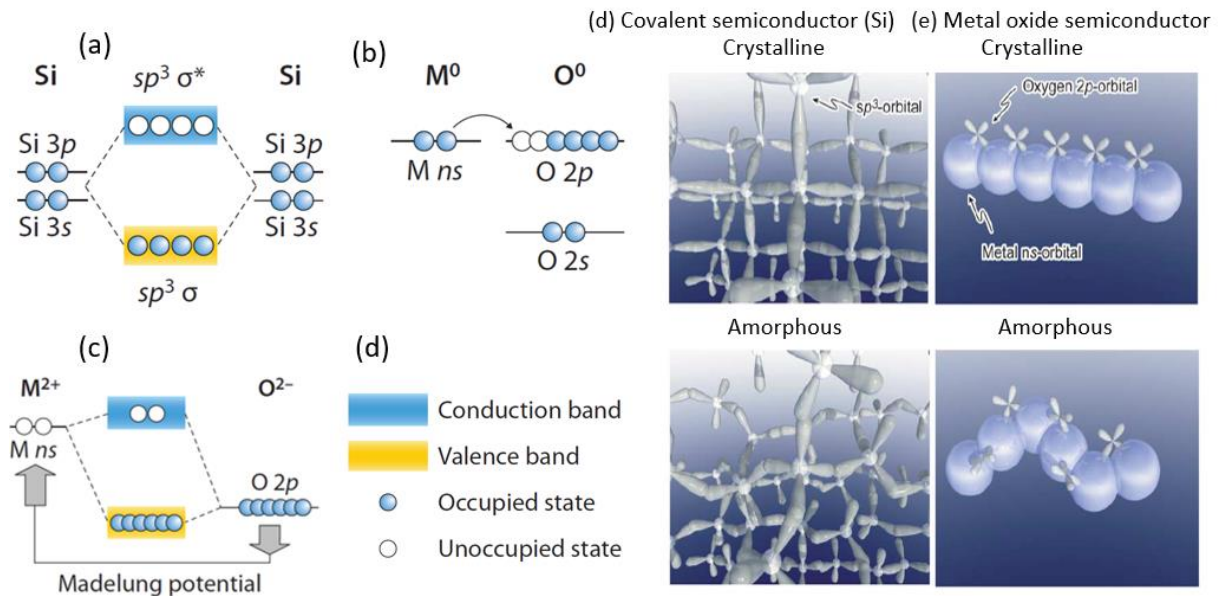 (a)
Si
sp³ σ*
Si
Si 3p
Si 3s
Si 3p
Si 3s
sp³ σ
(b)
M⁰
O⁰
M ns
O 2p
O 2s
(c)
M²⁺
O²⁻
M ns
O 2p
Madelung potential
(d)
Conduction band
Valence band
Occupied state
Unoccupied state
(d) Covalent semiconductor (Si)
Crystalline
sp³-orbital
Amorphous
(e) Metal oxide semiconductor
Crystalline
Oxygen 2p-orbital
Metal ns-orbital
Amorphous